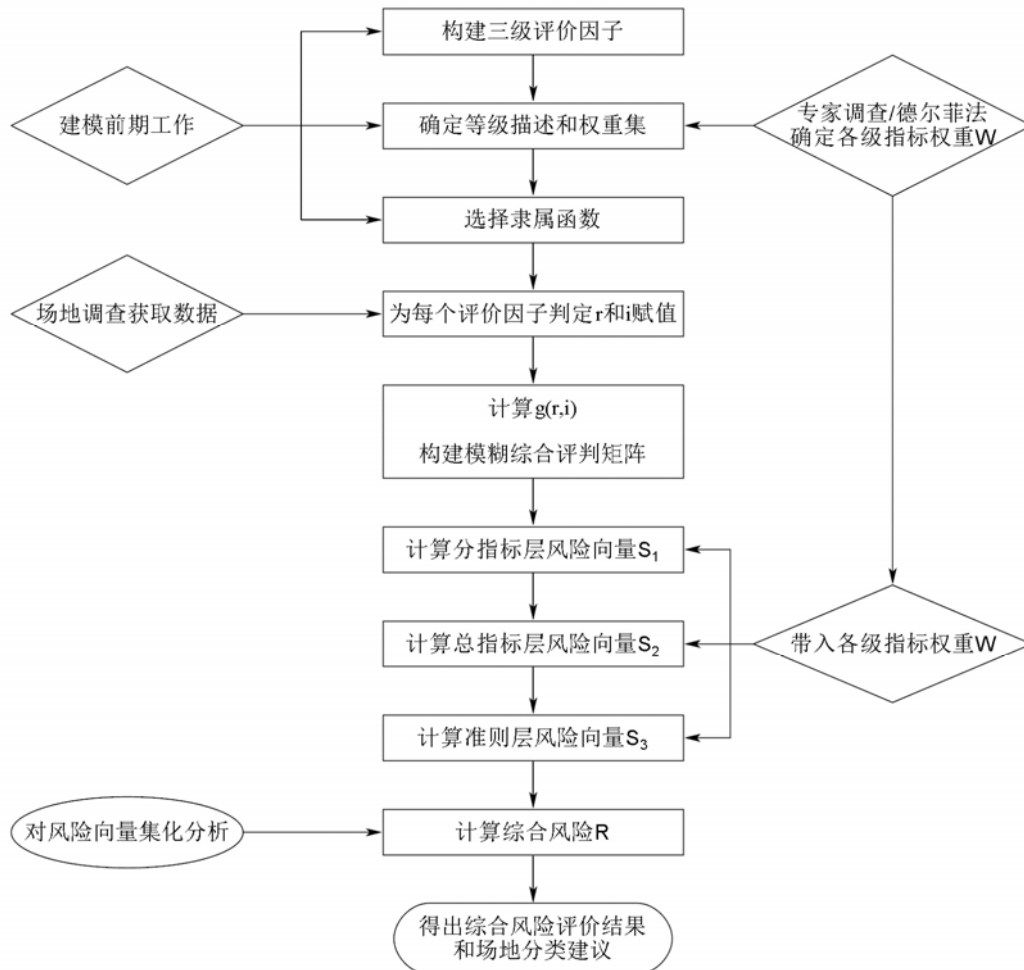 构建三级评价因子
建模前期工作
确定等级描述和权重集
专家调查/德尔菲法
确定各级指标权重W
选择隶属函数
场地调查获取数据
为每个评价因子判定r和i赋值
计算g(r,i)
构建模糊综合评判矩阵
计算分指标层风险向量S₁
计算总指标层风险向量S₂
带入各级指标权重W
计算准则层风险向量S₃
对风险向量集化分析
计算综合风险R
得出综合风险评价结果
和场地分类建议